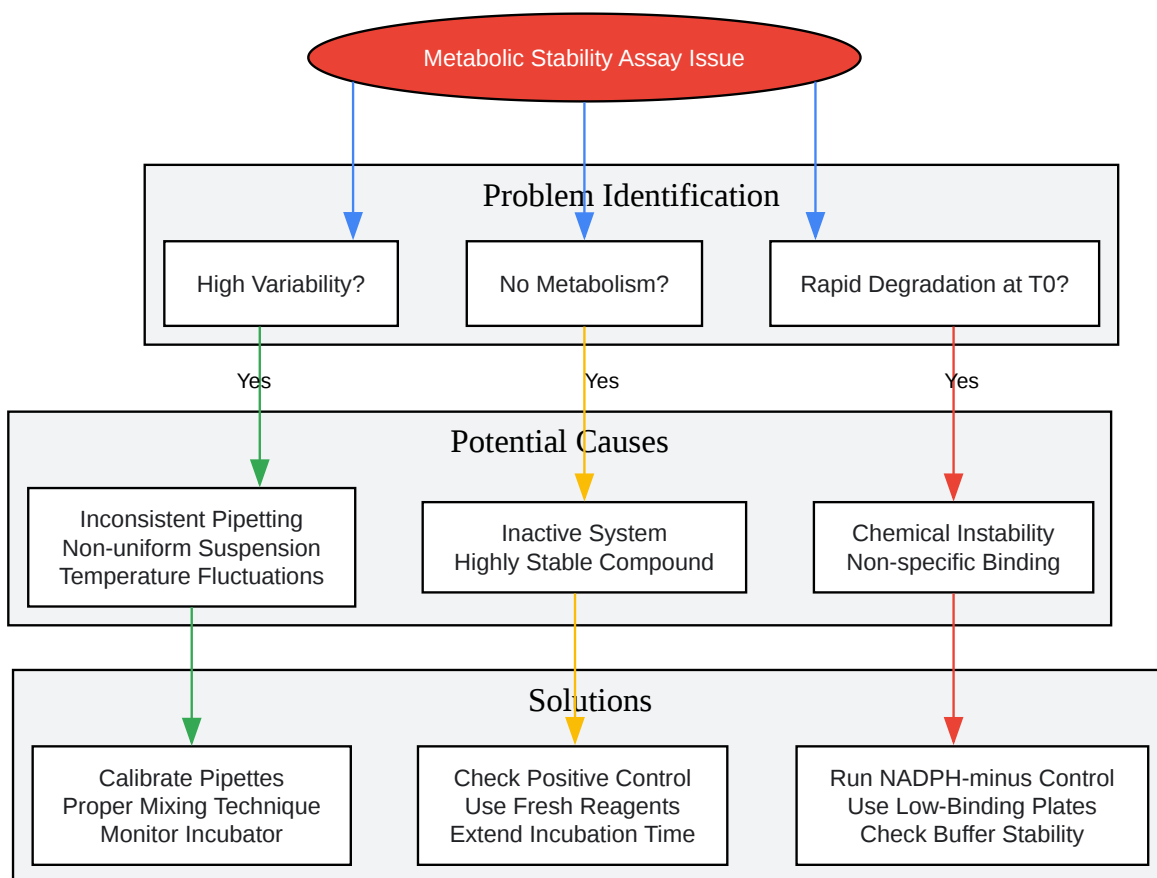 Metabolic Stability Assay Issue
Problem Identification
High Variability?
No Metabolism?
Rapid Degradation at T0?
Yes
Yes
Yes
Potential Causes
Inconsistent Pipetting
Non-uniform Suspension
Temperature Fluctuations
Inactive System
Highly Stable Compound
Chemical Instability
Non-specific Binding
Solutions
Calibrate Pipettes
Proper Mixing Technique
Monitor Incubator
Check Positive Control
Use Fresh Reagents
Extend Incubation Time
Run NADPH-minus Control
Use Low-Binding Plates
Check Buffer Stability